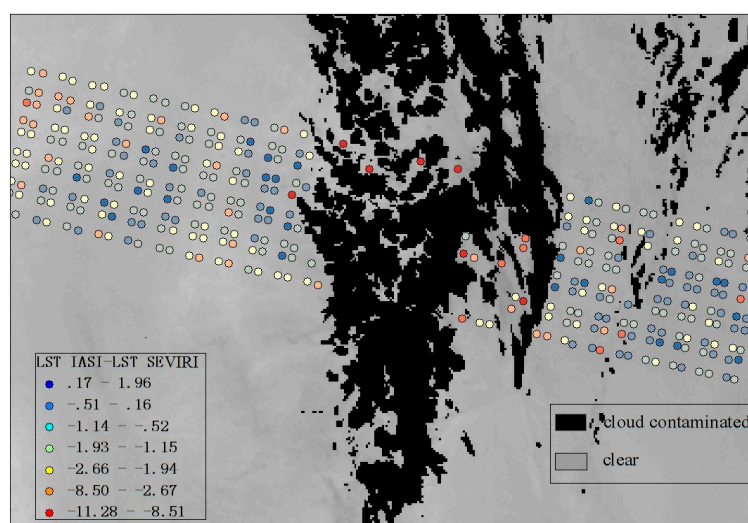 LST IASI-LST SEVIRI
.17 - 1.96
-.51 - .16
-1.14 - -.52
-1.93 - -1.15
-2.66 - -1.94
-8.50 - -2.67
-11.28 - -8.51
cloud contaminated
clear